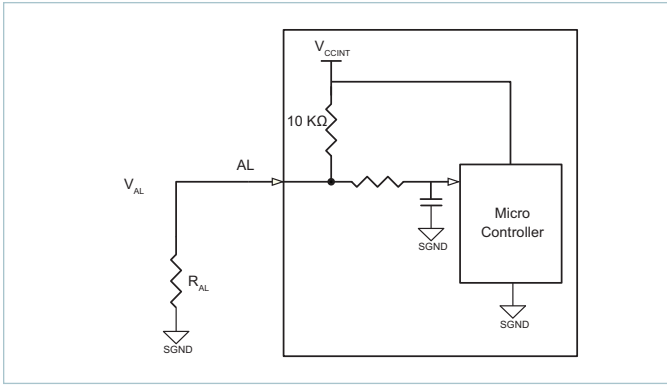 V_CCINT
10 KΩ
AL
V_AL
Micro
Controller
SGND
R_AL
SGND
SGND